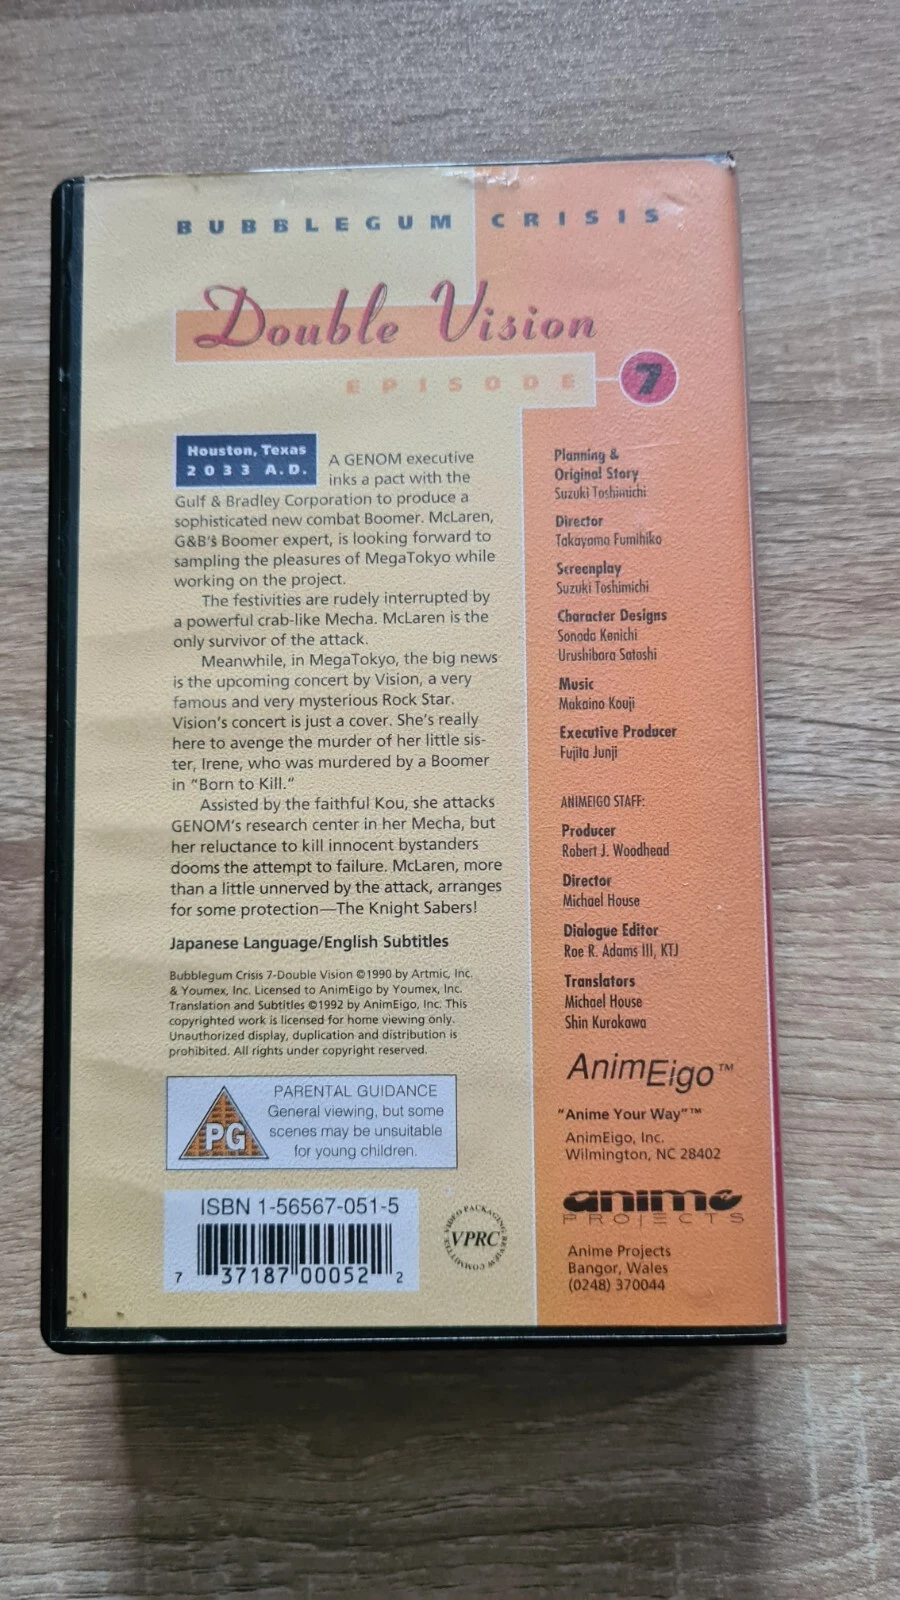 BUBBLEGUM CRISIS
Double Vision
EPISODE 7
Houston, Texas
2033 A.D.
A GENOM executive
inks a pact with the
Gulf & Bradley Corporation to produce a
sophisticated new combat Boomer. McLaren,
G&B's Boomer expert, is looking forward to
sampling the pleasures of MegaTokyo while
working on the project.
The festivities are rudely interrupted by
a powerful crab-like Mecha. McLaren is the
only survivor of the attack.
Meanwhile, in MegaTokyo, the big news
is the upcoming concert by Vision, a very
famous and very mysterious Rock Star.
Vision's concert is just a cover. She's really
here to avenge the murder of her little sis-
ter, Irene, who was murdered by a Boomer
in "Born to Kill."
Assisted by the faithful Kou, she attacks
GENOM's research center in her Mecha, but
her reluctance to kill innocent bystanders
dooms the attempt to failure. McLaren, more
than a little unnerved by the attack, arranges
for some protection—The Knight Sabers!
Japanese Language/English Subtitles
Bubblegum Crisis 7-Double Vision ©1990 by Artmic, Inc.
& Youmex, Inc. Licensed to AnimEigo by Youmex, Inc.
Translation and Subtitles ©1992 by AnimEigo, Inc. This
copyrighted work is licensed for home viewing only.
Unauthorized display, duplication and distribution is
prohibited. All rights under copyright reserved.
PG
PARENTAL GUIDANCE
General viewing, but some
scenes may be unsuitable
for young children.
ISBN 1-56567-051-5
7 37187 00052 2
VIDEO PACKAGING REVIEW COMMITTEE
VPRC
Planning &
Original Story
Suzuki Toshimichi
Director
Takayama Fumihiko
Screenplay
Suzuki Toshimichi
Character Designs
Sonoda Kenichi
Urushibara Satoshi
Music
Makaino Kouji
Executive Producer
Fujita Junji
ANIMEIGO STAFF:
Producer
Robert J. Woodhead
Director
Michael House
Dialogue Editor
Roe R. Adams III, KTJ
Translators
Michael House
Shin Kurokawa
AnimEigo™
"Anime Your Way"™
AnimEigo, Inc.
Wilmington, NC 28402
anime
PROJECTS
Anime Projects
Bangor, Wales
(0248) 370044